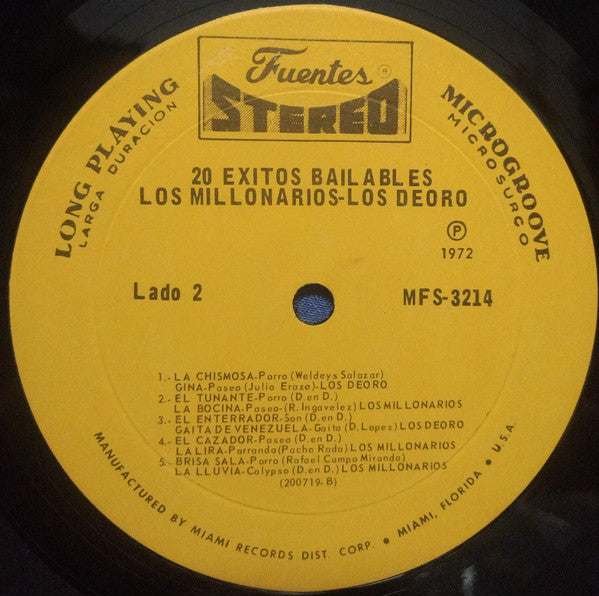 Fuentes ®
STEREO
LONG PLAYING
LARGA DURACION
MICROGROOVE
MICROSURCO
20 EXITOS BAILABLES
LOS MILLONARIOS-LOS DEORO
Ⓟ
1972
Lado 2
MFS-3214
1.- LA CHISMOSA-Porro (Weldeys Salazar)
GINA-Paseo (Julio Erazo)-LOS DEORO
2.- EL TUNANTE-Porro (D.en D.)
LA BOCINA-Paseo-(R. Ingavelez) LOS MILLONARIOS
3.- EL ENTERRADOR-Son (D.en D.)
GAITA DE VENEZUELA-Gaita (D. Lopez) LOS DEORO
4.- EL CAZADOR-Paseo (D.en D.)
LA LIRA-Parranda (Pacho Rada) LOS MILLONARIOS
5. BRISA SALA-Porro (Rafael Campo Miranda)
LA LLUVIA-Calypso (D.en D.) LOS MILLONARIOS
(200719-B)
MANUFACTURED BY MIAMI RECORDS DIST. CORP. • MIAMI, FLORIDA • U.S.A.